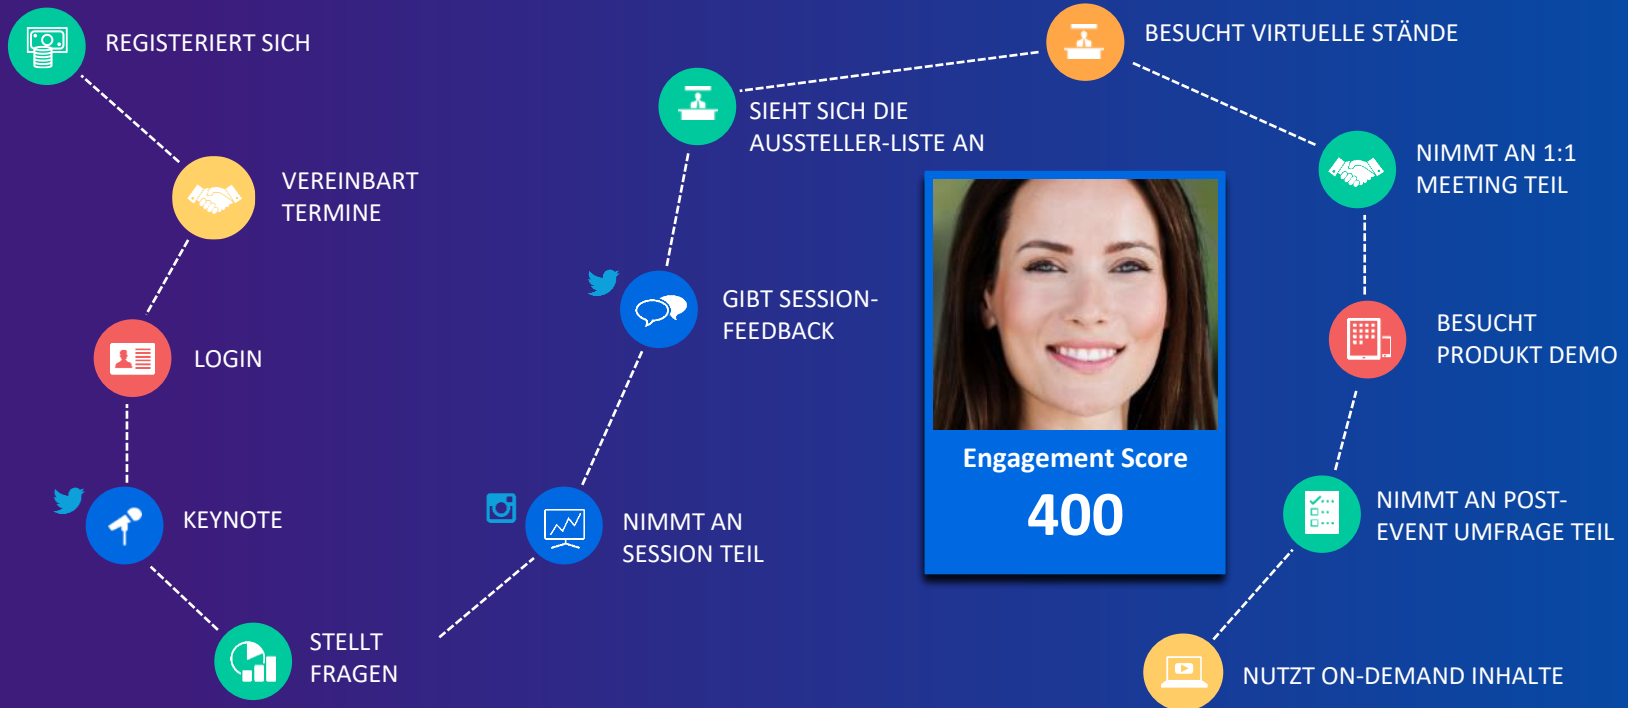 REGISTERIERT SICH
VEREINBART
TERMINE
LOGIN
KEYNOTE
STELLT
FRAGEN
NIMMT AN
SESSION TEIL
GIBT SESSION-
FEEDBACK
SIEHT SICH DIE
AUSSTELLER-LISTE AN
BESUCHT VIRTUELLE STÄNDE
NIMMT AN 1:1
MEETING TEIL
BESUCHT
PRODUKT DEMO
NIMMT AN POST-
EVENT UMFRAGE TEIL
NUTZT ON-DEMAND INHALTE
Engagement Score
400